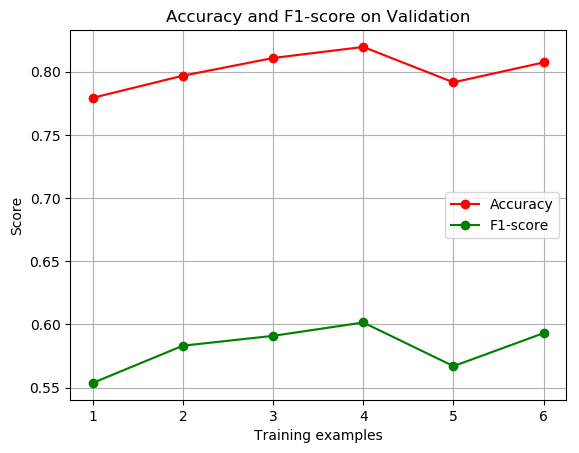 Accuracy and F1-score on Validation
Score
0.80
0.75
0.70
0.65
0.60
0.55
Accuracy
F1-score
1 2 3 4 5 6
Training examples